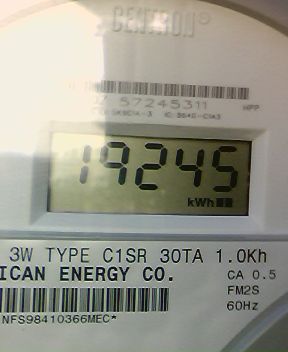 CENTRON®
57245311 HPP
19245
kWh
3W TYPE C1SR 30TA 1.0Kh
ICAN ENERGY CO. CA 0.5
FM2S
NFS98410366MEC* 60Hz